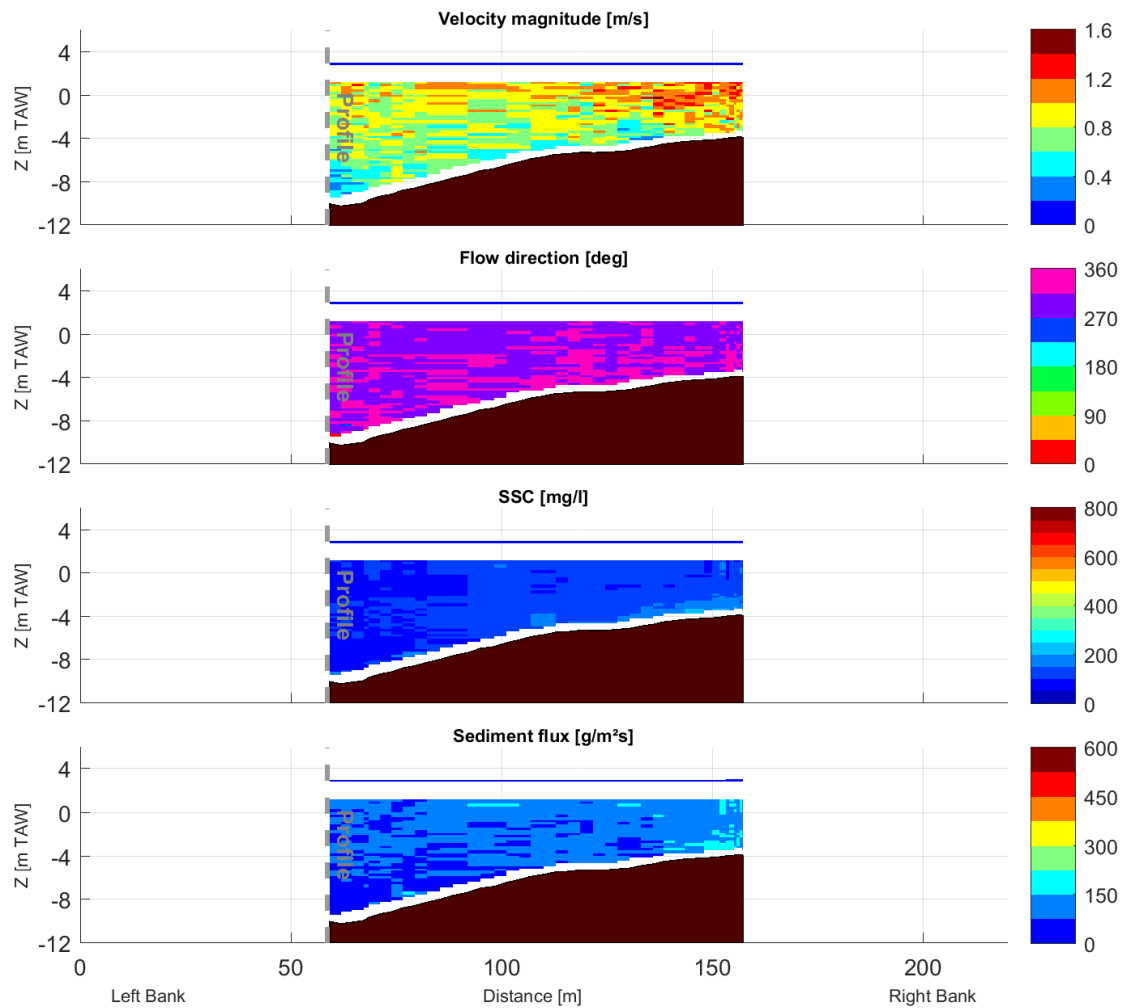 Velocity magnitude [m/s]
Z [m TAW]
4
0
-4
-8
-12
Profile
1.6
1.2
0.8
0.4
0
Flow direction [deg]
Z [m TAW]
4
0
-4
-8
-12
Profile
360
270
180
90
0
SSC [mg/l]
Z [m TAW]
4
0
-4
-8
-12
Profile
800
600
400
200
0
Sediment flux [g/m²s]
Z [m TAW]
4
0
-4
-8
-12
Profile
600
450
300
150
0
0 50 100 150 200
Left Bank Distance [m] Right Bank